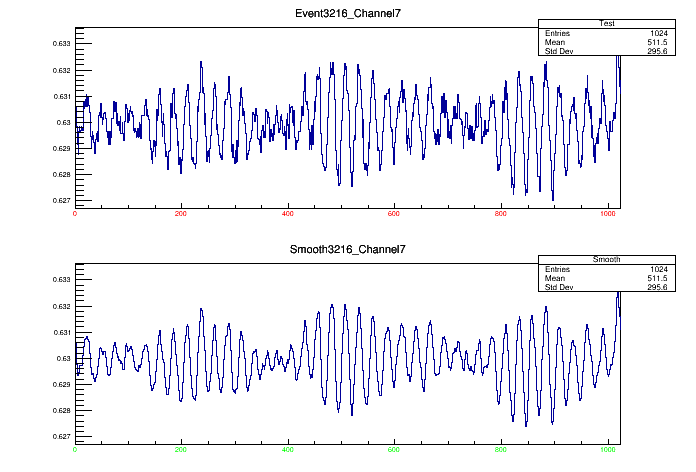 Event3216_Channel7
Test
Entries 1024
Mean 511.5
Std Dev 295.6
0.633
0.632
0.631
0.63
0.629
0.628
0.627
0 200 400 600 800 1000
Smooth3216_Channel7
Smooth
Entries 1024
Mean 511.5
Std Dev 295.6
0.633
0.632
0.631
0.63
0.629
0.628
0.627
0 200 400 600 800 1000